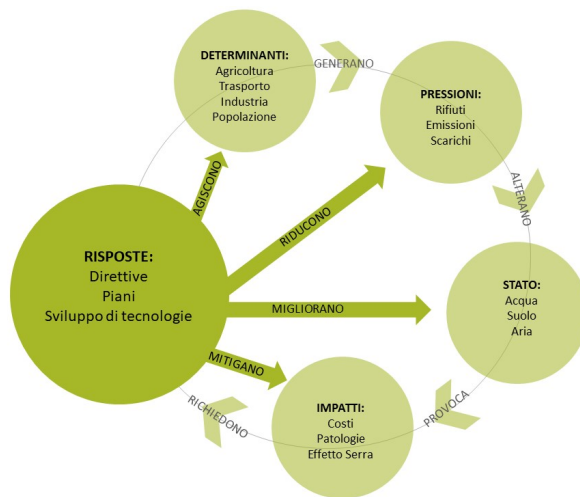 DETERMINANTI:
Agricoltura
Trasporto
Industria
Popolazione
GENERANO
PRESSIONI:
Rifiuti
Emissioni
Scarichi
ALTERANO
AGISCONO
RIDUCONO
RISPOSTE:
Direttive
Piani
Sviluppo di tecnologie
MIGLIORANO
STATO:
Acqua
Suolo
Aria
MITIGANO
PROVOCA
IMPATTI:
Costi
Patologie
Effetto Serra
RICHIEDONO